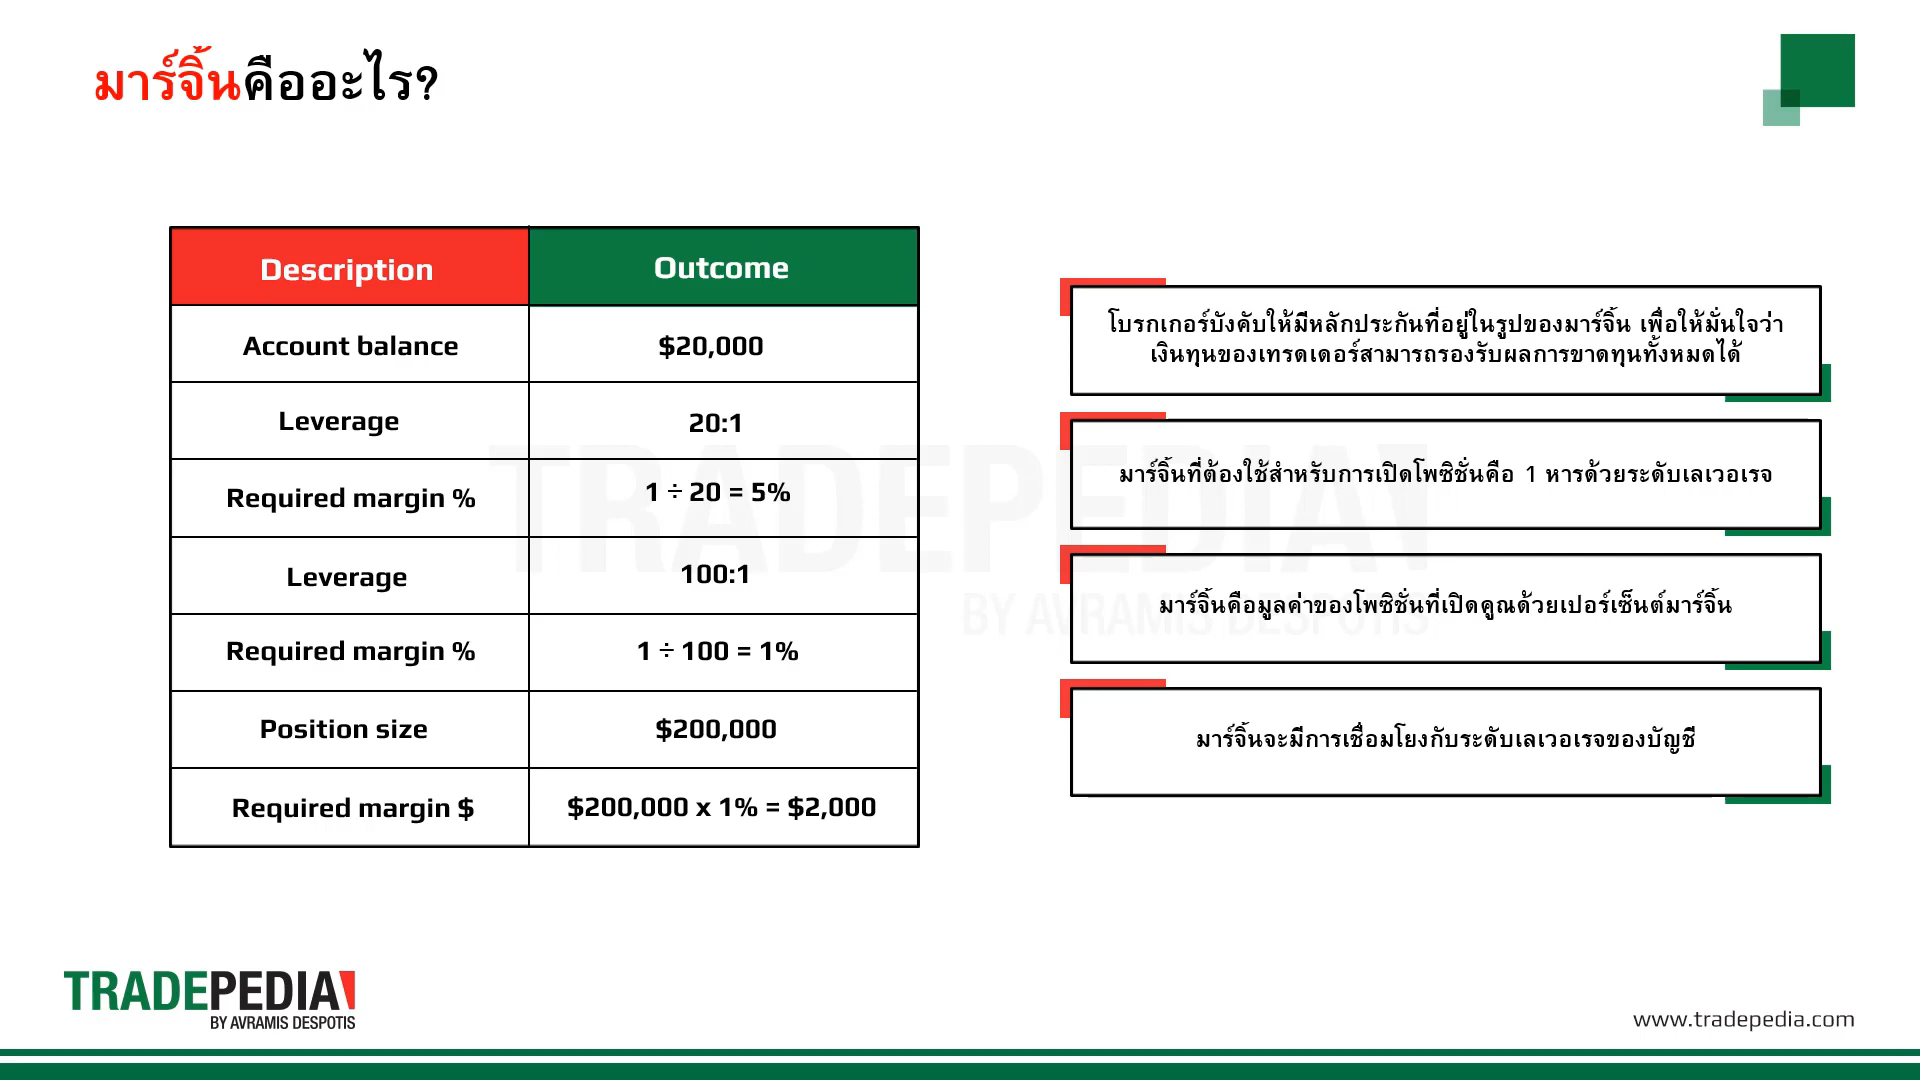 มาร์จิ้นคืออะไร?
Description Outcome
Account balance $20,000
Leverage 20:1
Required margin % 1 ÷ 20 = 5%
Leverage 100:1
Required margin % 1 ÷ 100 = 1%
Position size $200,000
Required margin $ $200,000 x 1% = $2,000
โบรกเกอร์บังคับให้มีหลักประกันที่อยู่ในรูปของมาร์จิ้น เพื่อให้มั่นใจว่า
เงินทุนของเทรดเดอร์สามารถรองรับผลการขาดทุนทั้งหมดได้
มาร์จิ้นที่ต้องใช้สำหรับการเปิดโพซิชั่นคือ 1 หารด้วยระดับเลเวอเรจ
มาร์จิ้นคือมูลค่าของโพซิชั่นที่เปิดคูณด้วยเปอร์เซ็นต์มาร์จิ้น
มาร์จิ้นจะมีการเชื่อมโยงกับระดับเลเวอเรจของบัญชี
TRADEPEDIA
BY AVRAMIS DESPOTIS
TRADEPEDIA
BY AVRAMIS DESPOTIS
www.tradepedia.com